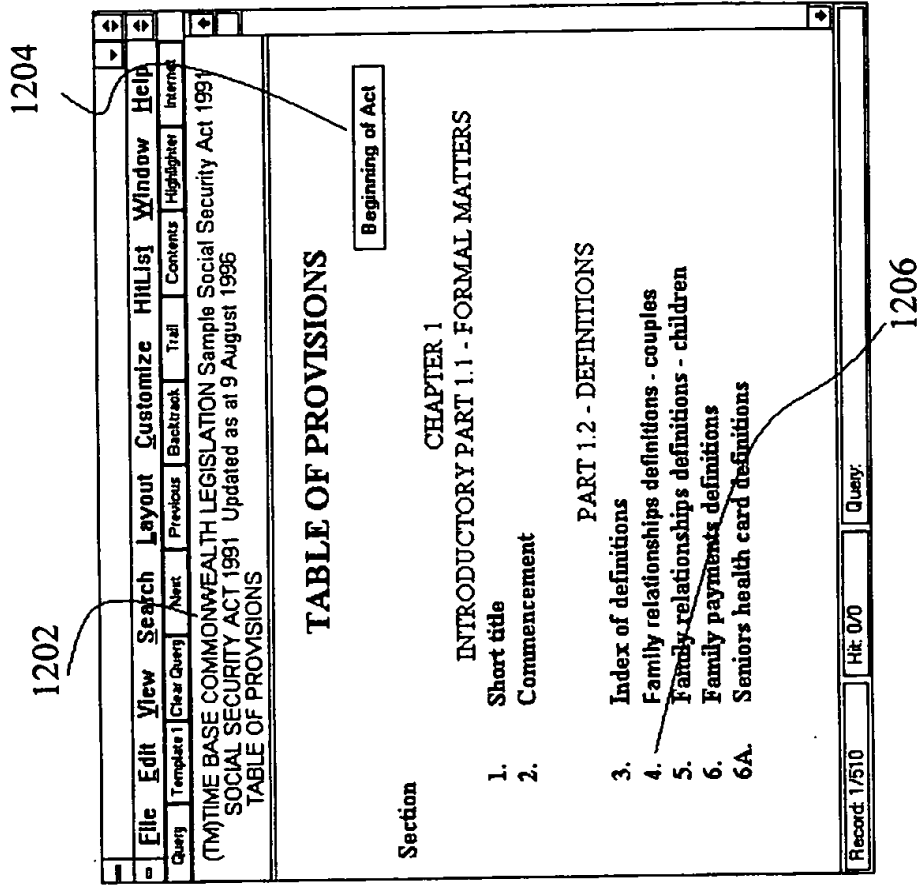 1202
1204
File Edit View Search Layout Customize HitList Window Help
Query Template 1 Clear Query Next Previous Backtrack Trail Contents Highlighter Internet
(TM)TIME BASE COMMONWEALTH LEGISLATION Sample Social Security Act 1991
SOCIAL SECURITY ACT 1991 Updated as at 9 August 1996
TABLE OF PROVISIONS
TABLE OF PROVISIONS
Beginning of Act
CHAPTER 1
INTRODUCTORY PART 1.1 - FORMAL MATTERS
Section
1. Short title
2. Commencement
PART 1.2 - DEFINITIONS
3. Index of definitions
4. Family relationships definitions - couples
5. Family relationships definitions - children
6. Family payments definitions
6A. Seniors health card definitions
Record: 1/510 Hit: 0/0 Query:
1206